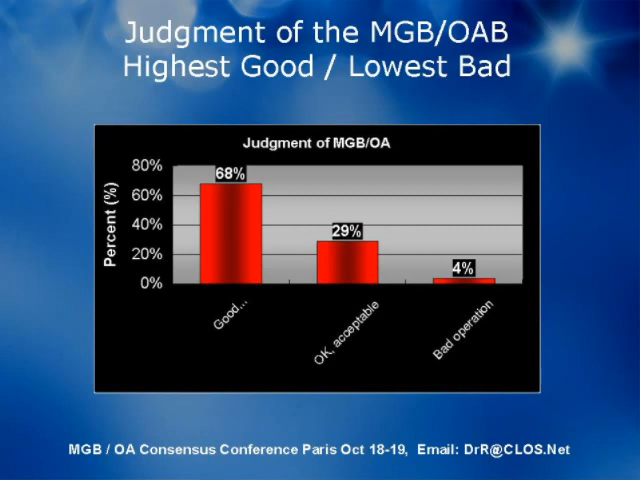 Judgment of the MGB/OAB
Highest Good / Lowest Bad
Judgment of MGB/OA
Percent (%)
80%
60%
40%
20%
0%
68%
29%
4%
Good...
OK, acceptable
Bad operation
MGB / OA Consensus Conference Paris Oct 18-19, Email: DrR@CLOS.Net